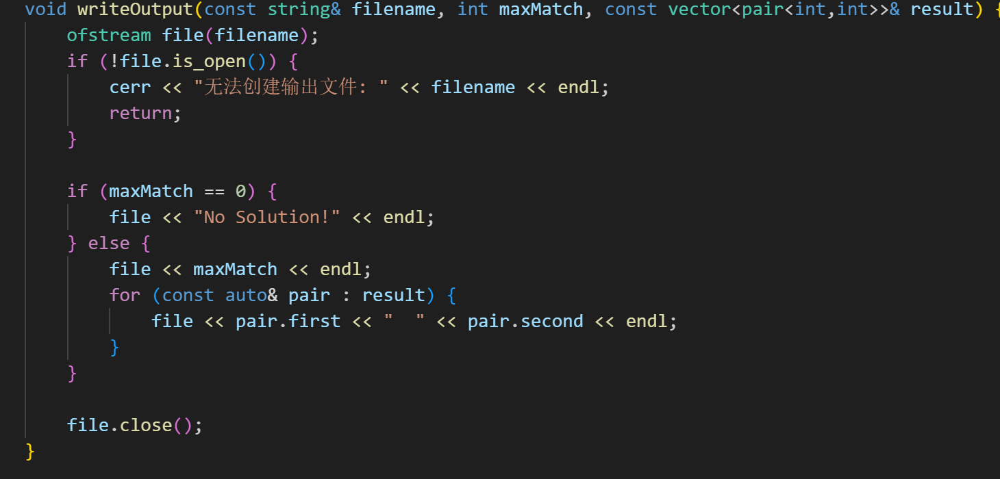 void writeOutput(const string& filename, int maxMatch, const vector<pair<int,int>>& result) {
    ofstream file(filename);
    if (!file.is_open()) {
        cerr << "无法创建输出文件: " << filename << endl;
        return;
    }

    if (maxMatch == 0) {
        file << "No Solution!" << endl;
    } else {
        file << maxMatch << endl;
        for (const auto& pair : result) {
            file << pair.first << "  " << pair.second << endl;
        }
    }

    file.close();
}